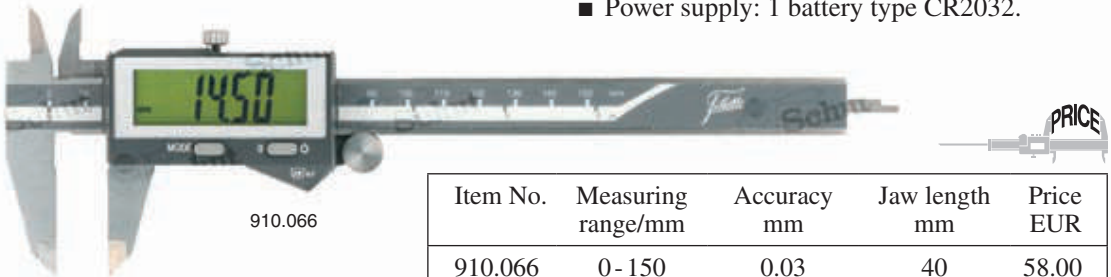 ■ Power supply: 1 battery type CR2032.
14.50
MODE
PRICE
910.066
Item No. Measuring range/mm Accuracy mm Jaw length mm Price EUR
910.066 0-150 0.03 40 58.00